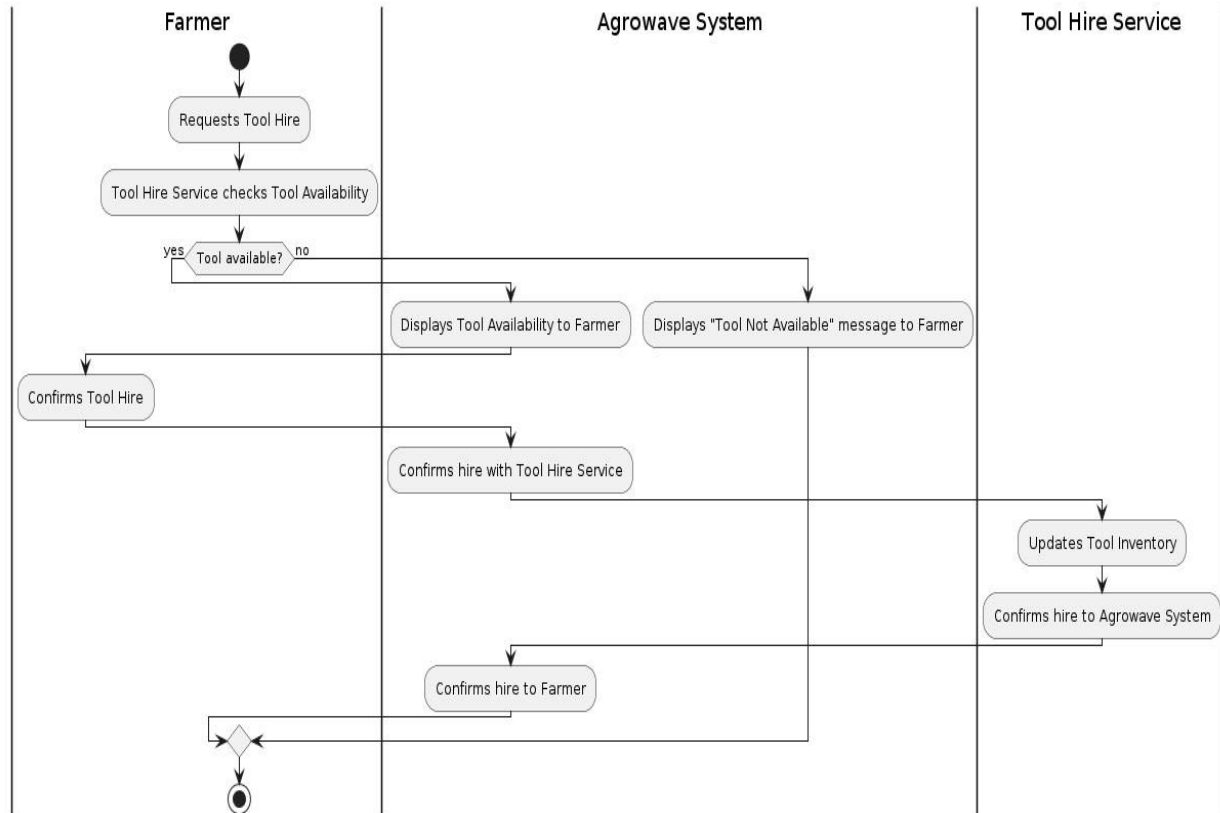 Farmer
Agrowave System
Tool Hire Service
Requests Tool Hire
Tool Hire Service checks Tool Availability
yes
Tool available?
no
Displays Tool Availability to Farmer
Displays "Tool Not Available" message to Farmer
Confirms Tool Hire
Confirms hire with Tool Hire Service
Updates Tool Inventory
Confirms hire to Agrowave System
Confirms hire to Farmer